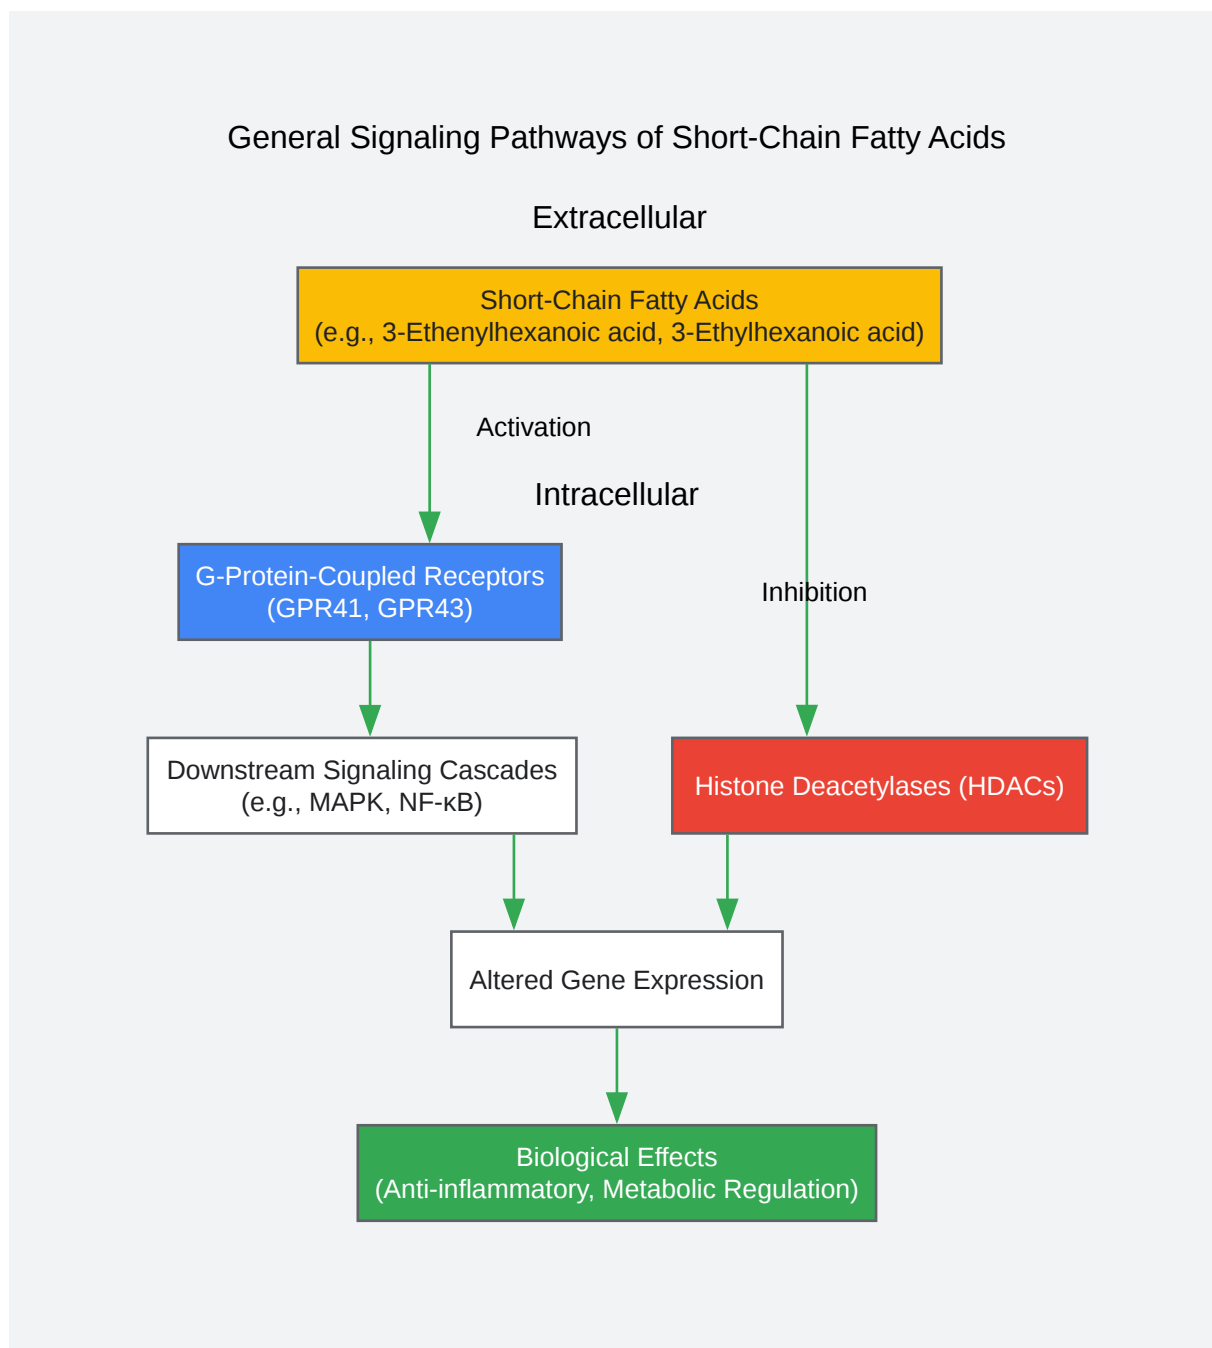 General Signaling Pathways of Short-Chain Fatty Acids
Extracellular
Short-Chain Fatty Acids
(e.g., 3-Ethenylhexanoic acid, 3-Ethylhexanoic acid)
Activation
Intracellular
G-Protein-Coupled Receptors
(GPR41, GPR43)
Inhibition
Downstream Signaling Cascades
(e.g., MAPK, NF-κB)
Histone Deacetylases (HDACs)
Altered Gene Expression
Biological Effects
(Anti-inflammatory, Metabolic Regulation)